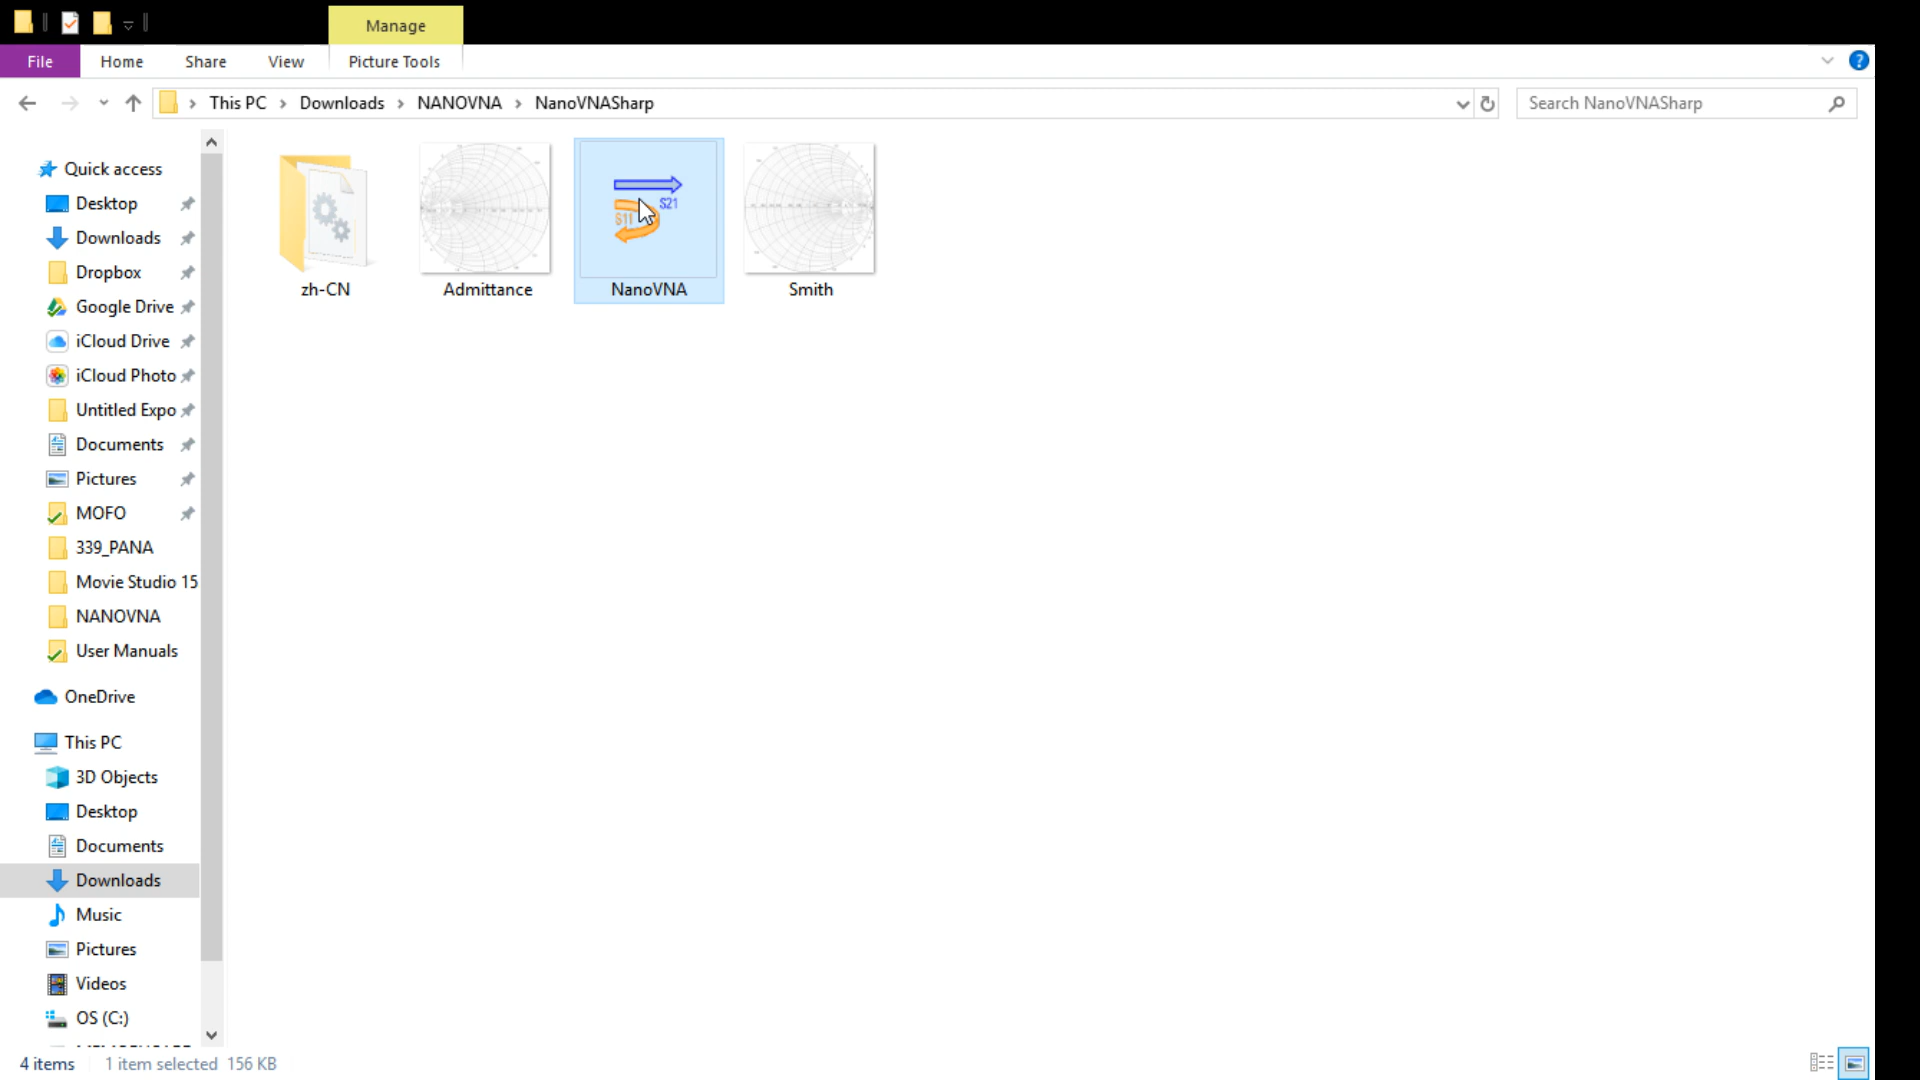 Manage
File
Home
Share
View
Picture Tools
This PC
Downloads
NANOVNA
NanoVNASharp
Search NanoVNASharp
Quick access
Desktop
Downloads
Dropbox
Google Drive
iCloud Drive
iCloud Photo
Untitled Expo
Documents
Pictures
MOFO
339_PANA
Movie Studio 15
NANOVNA
User Manuals
OneDrive
This PC
3D Objects
Desktop
Documents
Downloads
Music
Pictures
Videos
OS (C:)
S21
S11
zh-CN
Admittance
NanoVNA
Smith
4 items
1 item selected 156 KB